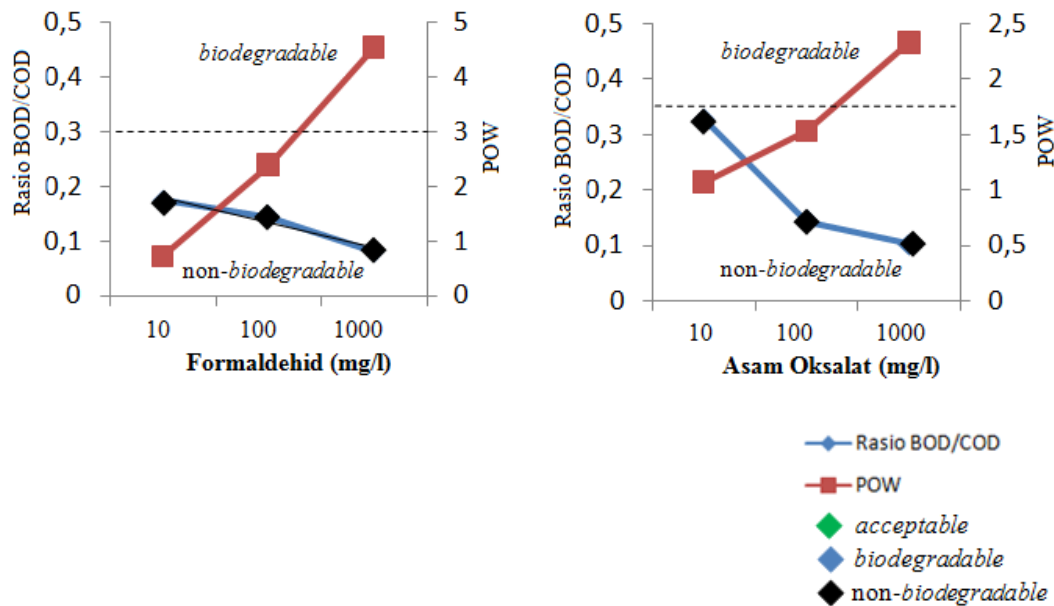 0,5
0,4
0,3
0,2
0,1
0
Rasio BOD/COD
biodegradable
non-biodegradable
5
4
3
2
1
0
POW
10 100 1000
Formaldehid (mg/l)
0,5
0,4
0,3
0,2
0,1
0
Rasio BOD/COD
biodegradable
non-biodegradable
2,5
2
1,5
1
0,5
0
POW
10 100 1000
Asam Oksalat (mg/l)
Rasio BOD/COD
POW
acceptable
biodegradable
non-biodegradable